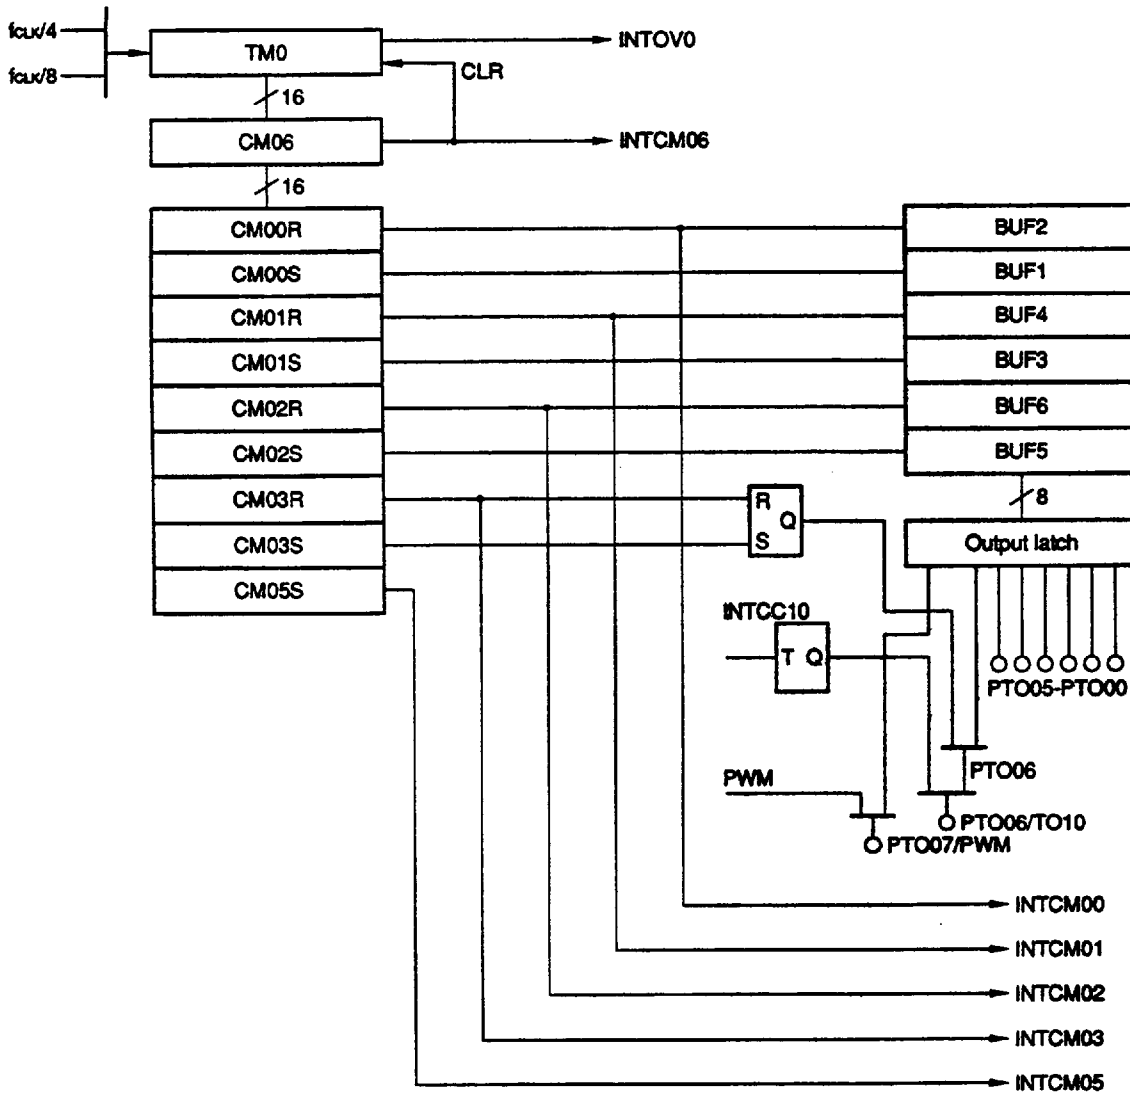 fCLK/4
TM0
INTOV0
fCLK/8
CLR
16
CM06
INTCM06
16
CM00R
BUF2
CM00S
BUF1
CM01R
BUF4
CM01S
BUF3
CM02R
BUF6
CM02S
BUF5
CM03R
R
Q
S
8
CM03S
Output latch
CM05S
INTCC10
T Q
PTO05-PTO00
PTO06
PWM
PTO06/TO10
PTO07/PWM
INTCM00
INTCM01
INTCM02
INTCM03
INTCM05